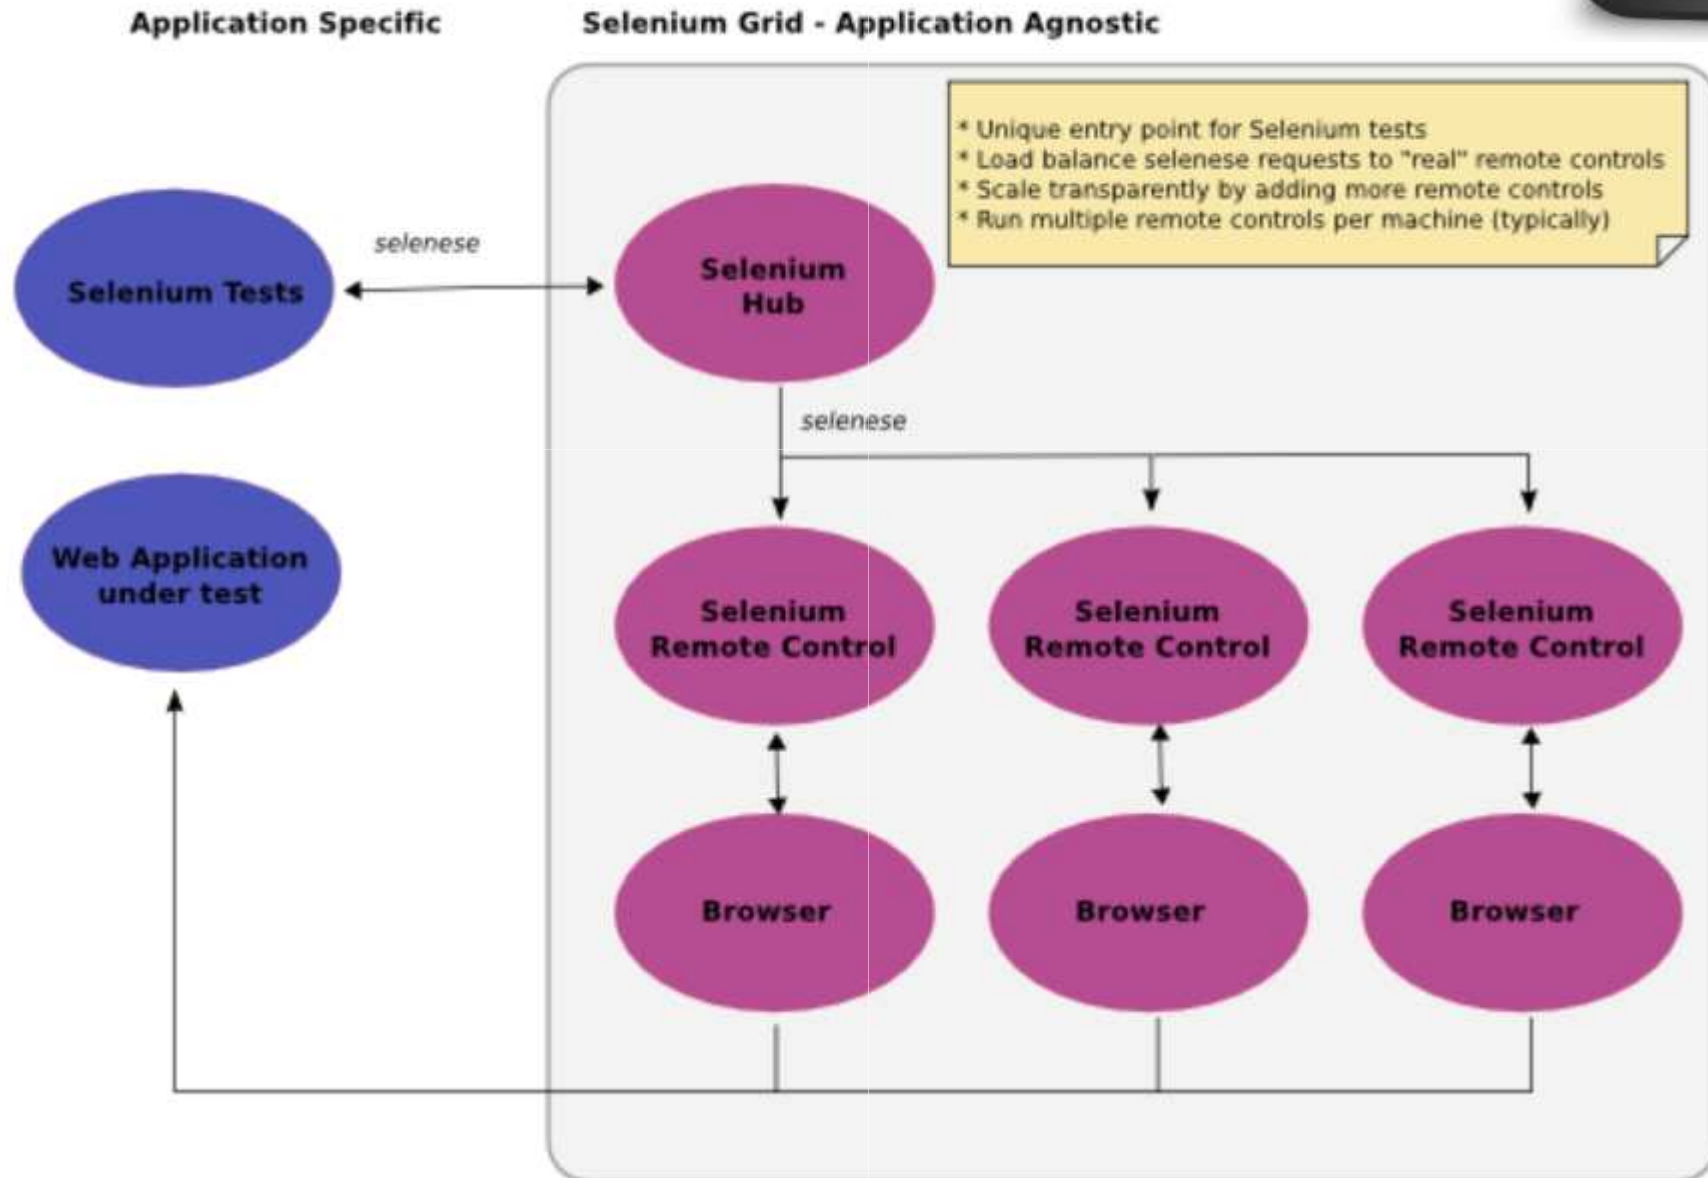 Application Specific
Selenium Grid - Application Agnostic
* Unique entry point for Selenium tests
* Load balance selenese requests to "real" remote controls
* Scale transparently by adding more remote controls
* Run multiple remote controls per machine (typically)
selenese
Selenium Tests
Selenium
Hub
selenese
Web Application
under test
Selenium
Remote Control
Selenium
Remote Control
Selenium
Remote Control
Browser
Browser
Browser